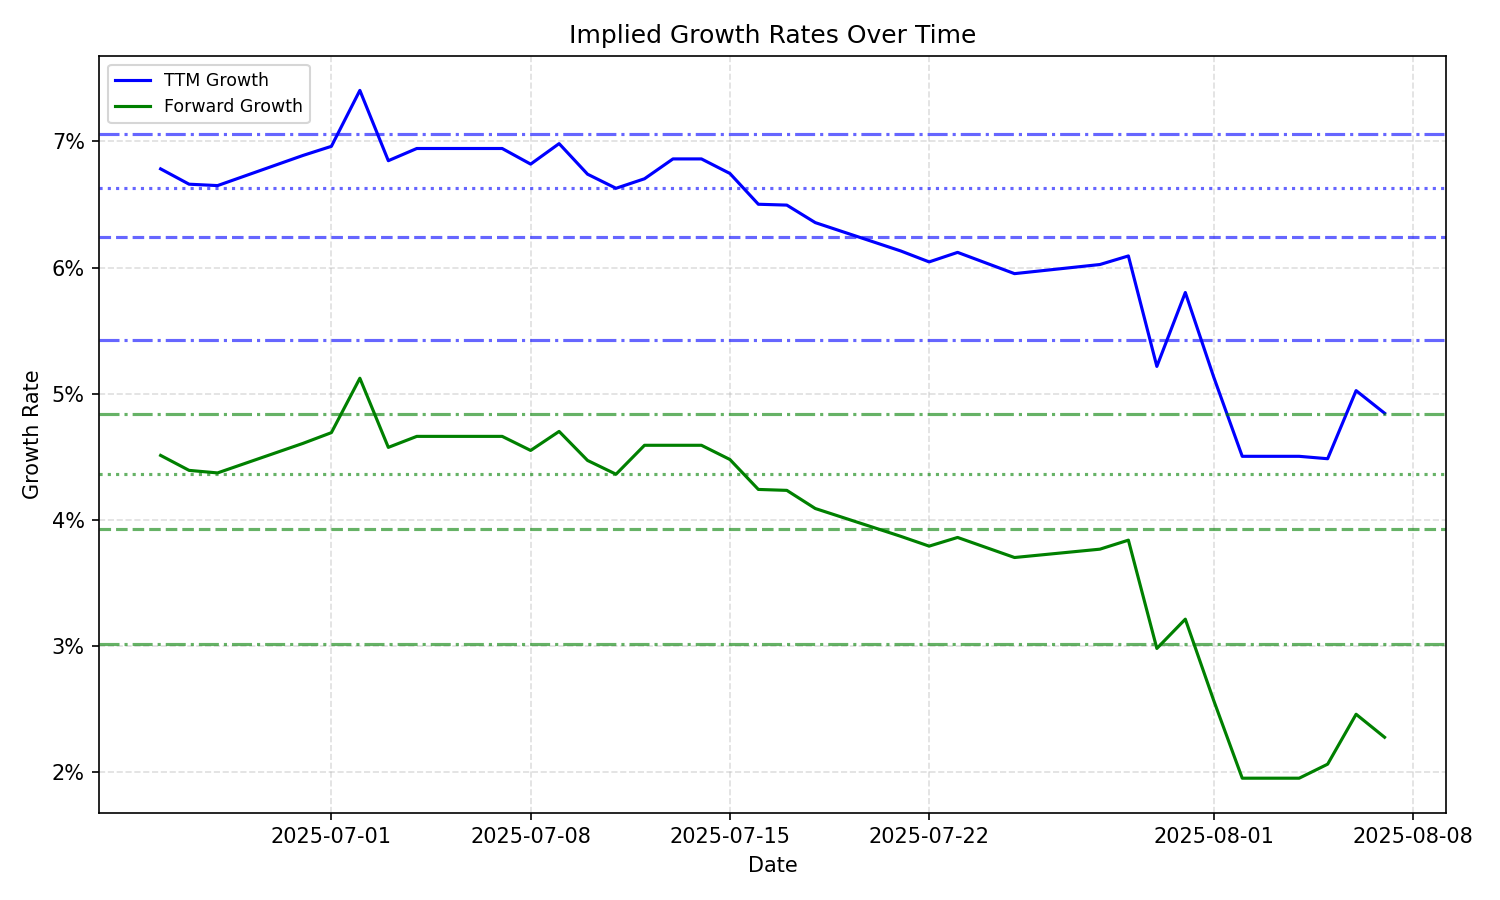 Implied Growth Rates Over Time
TTM Growth
Forward Growth
Growth Rate
7%
6%
5%
4%
3%
2%
2025-07-01
2025-07-08
2025-07-15
2025-07-22
2025-08-01
2025-08-08
Date